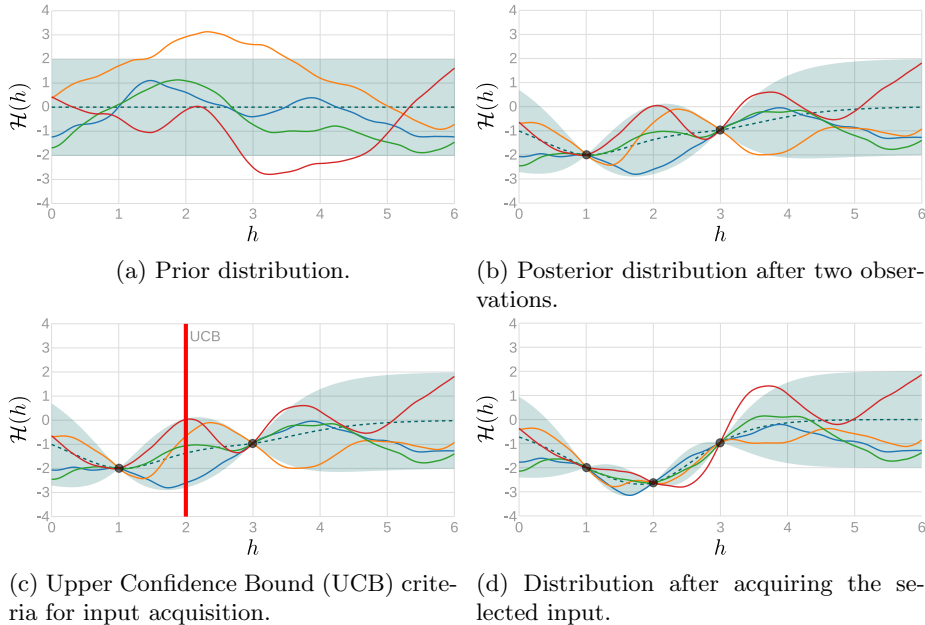 4
3
2
1
0
-1
-2
-3
-4
ℋ(h)
0 1 2 3 4 5 6
h
(a) Prior distribution.
4
3
2
1
0
-1
-2
-3
-4
ℋ(h)
0 1 2 3 4 5 6
h
(b) Posterior distribution after two obser-
vations.
4
3
2
1
0
-1
-2
-3
-4
ℋ(h)
UCB
0 1 2 3 4 5 6
h
(c) Upper Confidence Bound (UCB) crite-
ria for input acquisition.
4
3
2
1
0
-1
-2
-3
-4
ℋ(h)
0 1 2 3 4 5 6
h
(d) Distribution after acquiring the se-
lected input.